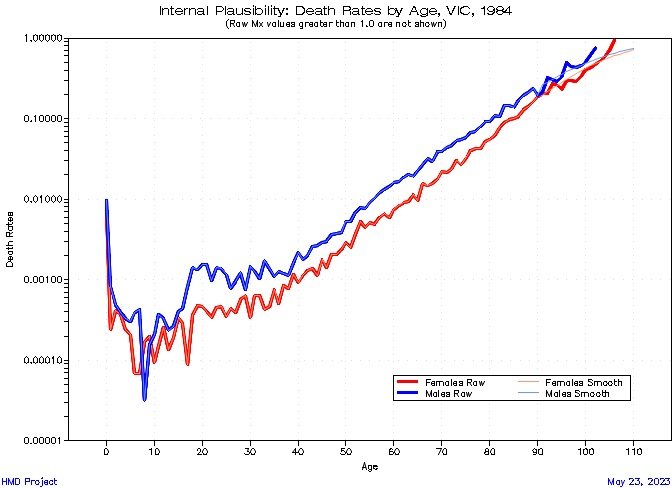 Internal Plausibility: Death Rates by Age, VIC, 1984
(Raw Mx values greater than 1.0 are not shown)
1.00000
0.10000
0.01000
0.00100
0.00010
0.00001
Death Rates
Females Raw
Females Smooth
Males Raw
Males Smooth
0 10 20 30 40 50 60 70 80 90 100 110
Age
HMD Project
May 23, 2023